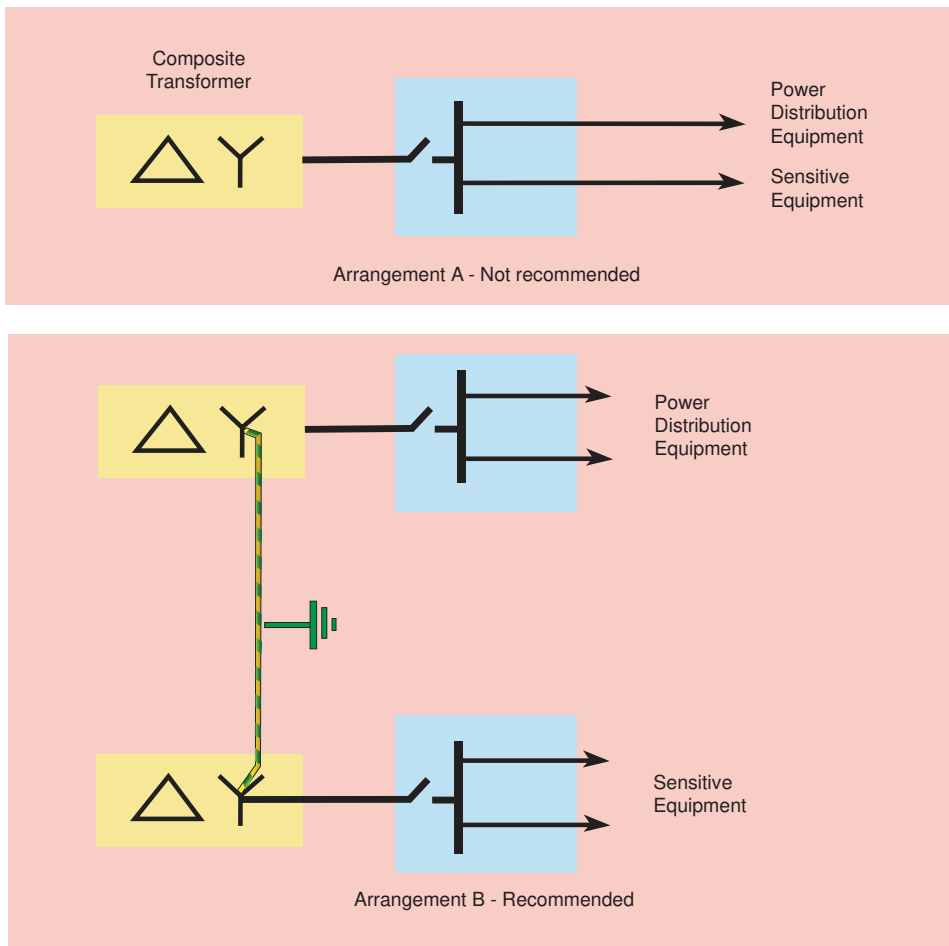 Composite
Transformer
Power
Distribution
Equipment
Sensitive
Equipment
Arrangement A - Not recommended
Power
Distribution
Equipment
Sensitive
Equipment
Arrangement B - Recommended